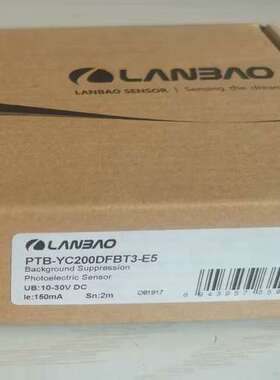 LANBAO
LANBAO SENSOR | Sensing the
LANBAO
PTB-YC200DFBT3-E5
Background Suppression
Photoelectric Sensor
UB:10-30V DC
Ie:150mA Sn:2m